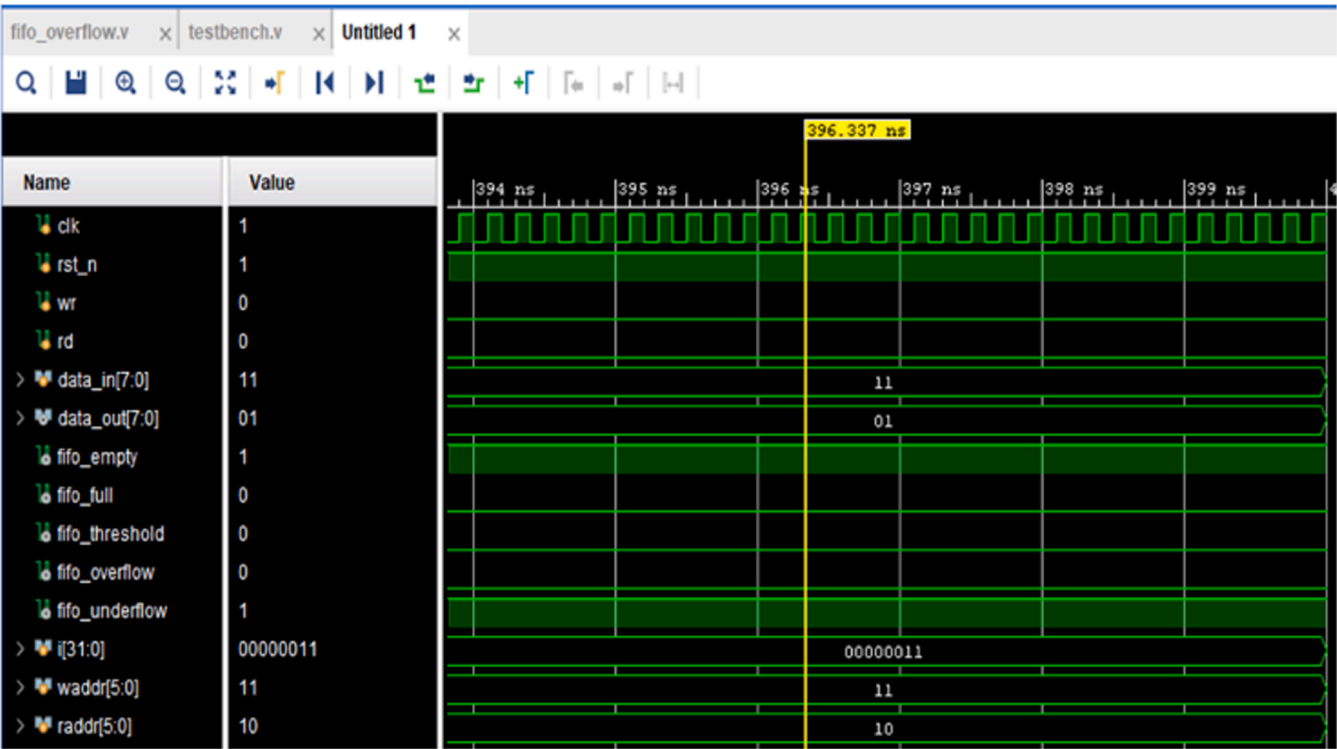 fifo_overflow.v × testbench.v × Untitled 1 ×
396.337 ns
Name Value 394 ns 395 ns 396 ns 397 ns 398 ns 399 ns 4
clk 1
rst_n 1
wr 0
rd 0
data_in[7:0] 11 11
data_out[7:0] 01 01
fifo_empty 1
fifo_full 0
fifo_threshold 0
fifo_overflow 0
fifo_underflow 1
i[31:0] 00000011 00000011
waddr[5:0] 11 11
raddr[5:0] 10 10